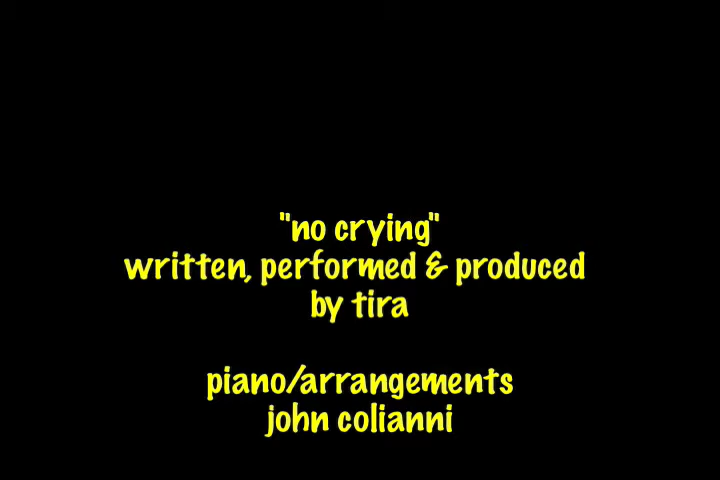 "no crying"
written, performed & produced
by tira
piano/arrangements
john colianni